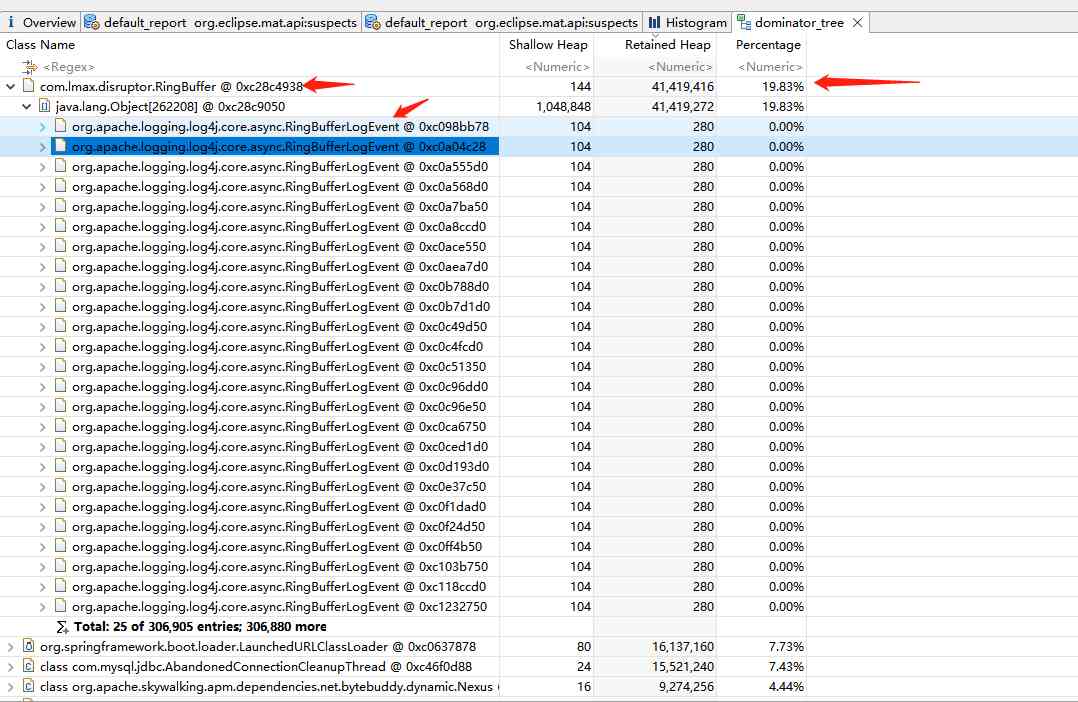 i Overview default_report org.eclipse.mat.api:suspects default_report org.eclipse.mat.api:suspects Histogram dominator_tree
Class Name Shallow Heap Retained Heap Percentage
<Regex> <Numeric> <Numeric> <Numeric>
com.lmax.disruptor.RingBuffer @ 0xc28c4938 144 41,419,416 19.83%
java.lang.Object[262208] @ 0xc28c9050 1,048,848 41,419,272 19.83%
org.apache.logging.log4j.core.async.RingBufferLogEvent @ 0xc098bb78 104 280 0.00%
org.apache.logging.log4j.core.async.RingBufferLogEvent @ 0xc0a04c28 104 280 0.00%
org.apache.logging.log4j.core.async.RingBufferLogEvent @ 0xc0a555d0 104 280 0.00%
org.apache.logging.log4j.core.async.RingBufferLogEvent @ 0xc0a568d0 104 280 0.00%
org.apache.logging.log4j.core.async.RingBufferLogEvent @ 0xc0a7ba50 104 280 0.00%
org.apache.logging.log4j.core.async.RingBufferLogEvent @ 0xc0a8ccd0 104 280 0.00%
org.apache.logging.log4j.core.async.RingBufferLogEvent @ 0xc0ace550 104 280 0.00%
org.apache.logging.log4j.core.async.RingBufferLogEvent @ 0xc0aea7d0 104 280 0.00%
org.apache.logging.log4j.core.async.RingBufferLogEvent @ 0xc0b788d0 104 280 0.00%
org.apache.logging.log4j.core.async.RingBufferLogEvent @ 0xc0b7d1d0 104 280 0.00%
org.apache.logging.log4j.core.async.RingBufferLogEvent @ 0xc0c49d50 104 280 0.00%
org.apache.logging.log4j.core.async.RingBufferLogEvent @ 0xc0c4fcd0 104 280 0.00%
org.apache.logging.log4j.core.async.RingBufferLogEvent @ 0xc0c51350 104 280 0.00%
org.apache.logging.log4j.core.async.RingBufferLogEvent @ 0xc0c96dd0 104 280 0.00%
org.apache.logging.log4j.core.async.RingBufferLogEvent @ 0xc0c96e50 104 280 0.00%
org.apache.logging.log4j.core.async.RingBufferLogEvent @ 0xc0ca6750 104 280 0.00%
org.apache.logging.log4j.core.async.RingBufferLogEvent @ 0xc0ced1d0 104 280 0.00%
org.apache.logging.log4j.core.async.RingBufferLogEvent @ 0xc0d193d0 104 280 0.00%
org.apache.logging.log4j.core.async.RingBufferLogEvent @ 0xc0e37c50 104 280 0.00%
org.apache.logging.log4j.core.async.RingBufferLogEvent @ 0xc0f1dad0 104 280 0.00%
org.apache.logging.log4j.core.async.RingBufferLogEvent @ 0xc0f24d50 104 280 0.00%
org.apache.logging.log4j.core.async.RingBufferLogEvent @ 0xc0ff4b50 104 280 0.00%
org.apache.logging.log4j.core.async.RingBufferLogEvent @ 0xc103b750 104 280 0.00%
org.apache.logging.log4j.core.async.RingBufferLogEvent @ 0xc118ccd0 104 280 0.00%
org.apache.logging.log4j.core.async.RingBufferLogEvent @ 0xc1232750 104 280 0.00%
Total: 25 of 306,905 entries; 306,880 more
org.springframework.boot.loader.LaunchedURLClassLoader @ 0xc0637878 80 16,137,160 7.73%
class com.mysql.jdbc.AbandonedConnectionCleanupThread @ 0xc46f0d88 24 15,521,240 7.43%
class org.apache.skywalking.apm.dependencies.net.bytebuddy.dynamic.Nexus 16 9,274,256 4.44%